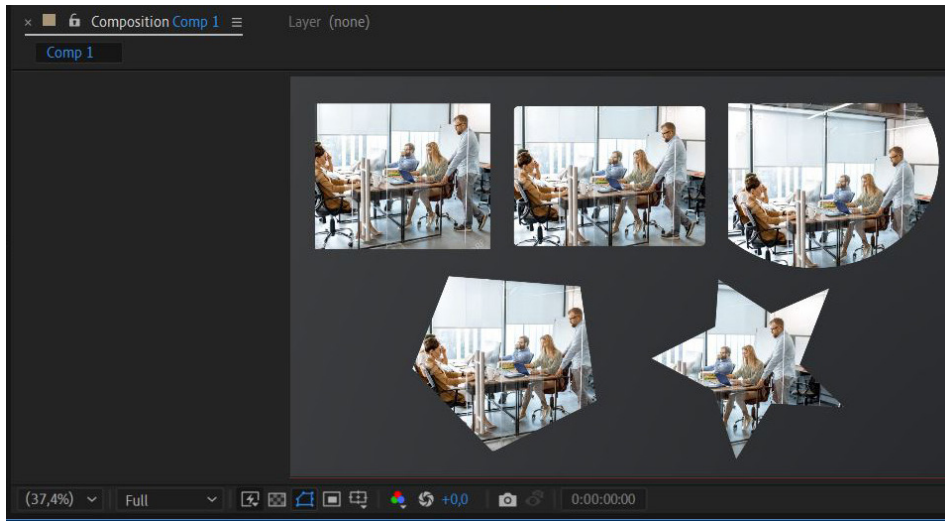 × Composition Comp 1 ≡ Layer (none)
Comp 1
(37,4%) Full +0,0 0:00:00:00